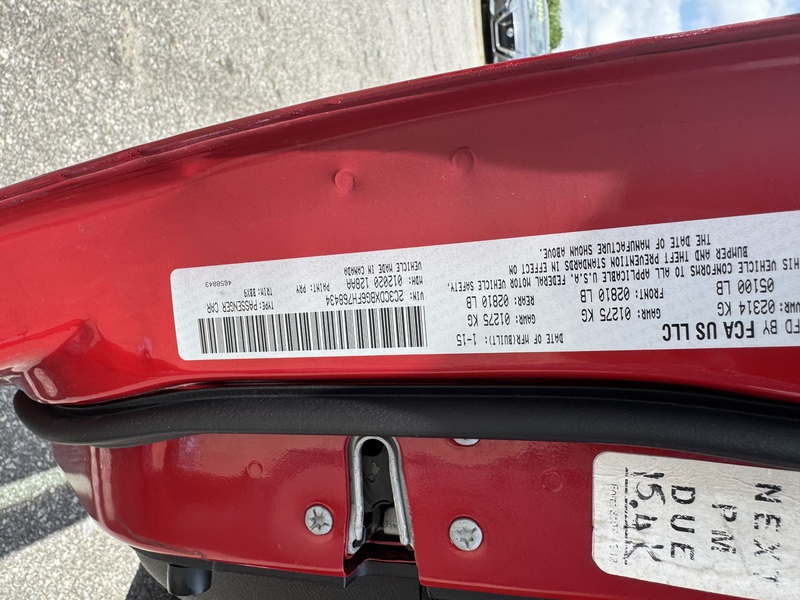 MFD BY FCA US LLC
DATE OF MFR(BUILT): 1-15
GVWR: 02314 KG
05100 LB
GAWR: 01275 KG
FRONT: 02810 LB
GAWR: 01275 KG
REAR: 02810 LB
THIS VEHICLE CONFORMS TO ALL APPLICABLE U.S.A. FEDERAL MOTOR VEHICLE SAFETY,
BUMPER AND THEFT PREVENTION STANDARDS IN EFFECT ON
THE DATE OF MANUFACTURE SHOWN ABOVE.
VIN: 2C3CDXBG6FH768434
TYPE: PASSENGER CAR
MDH: 012020 128AA
PAINT: PRY
TRIM: BBX9
VEHICLE MADE IN CANADA
4658843
NEXT
PM
DUE
15.4K